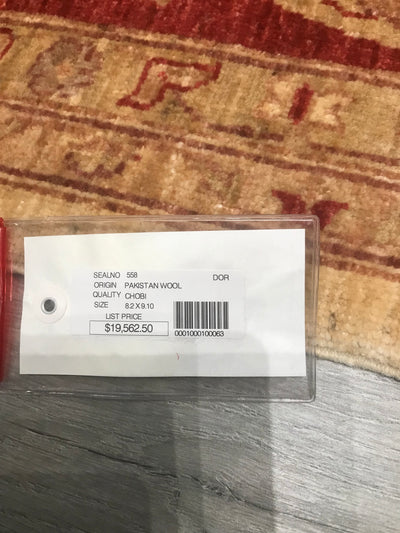 SEALNO 558 DOR
ORIGIN PAKISTAN WOOL
QUALITY CHOBI
SIZE 8.2 X 9.10
LIST PRICE
$19,562.50
0001000100063